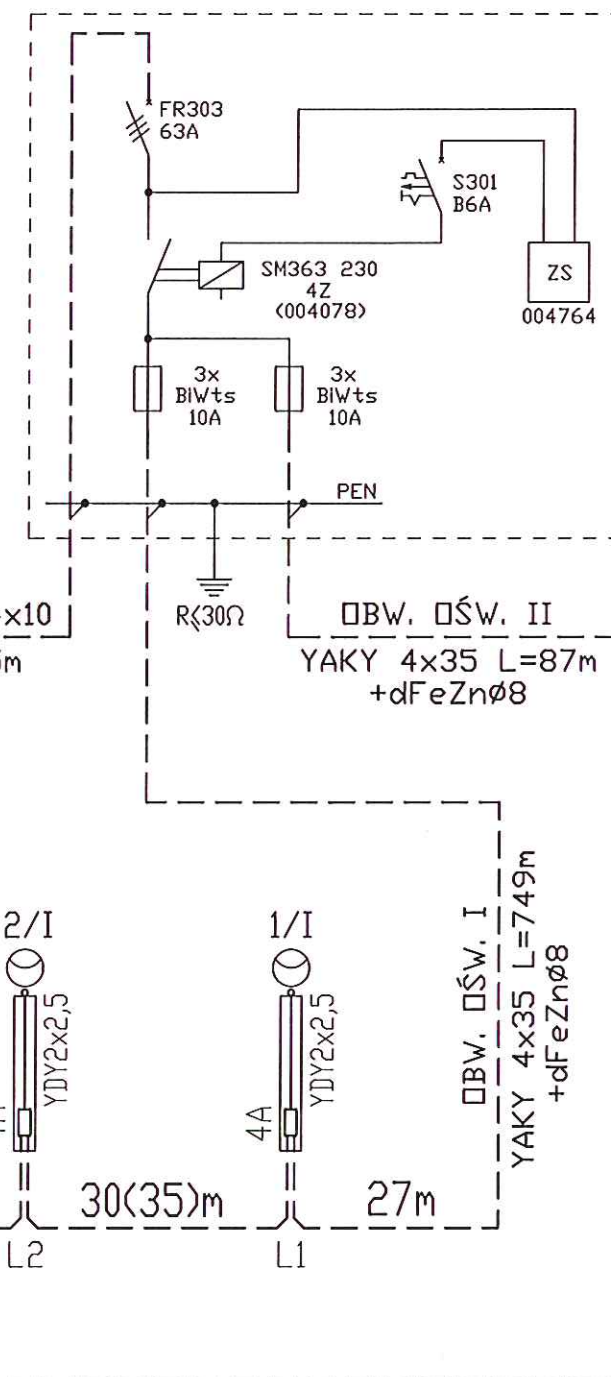 FR303
63A
S301
B6A
SM363 230
4Z
(004078)
ZS
004764
3x
BiWts
10A
3x
BiWts
10A
PEN
R⩽30Ω
x10
m
OBW. OŚW. II
YAKY 4x35 L=87m
+dFeZnø8
OBW. OŚW. I
YAKY 4x35 L=749m
+dFeZnø8
2/I
YDY2x2,5
1/I
YDY2x2,5
4A
30(35)m
27m
L2
L1